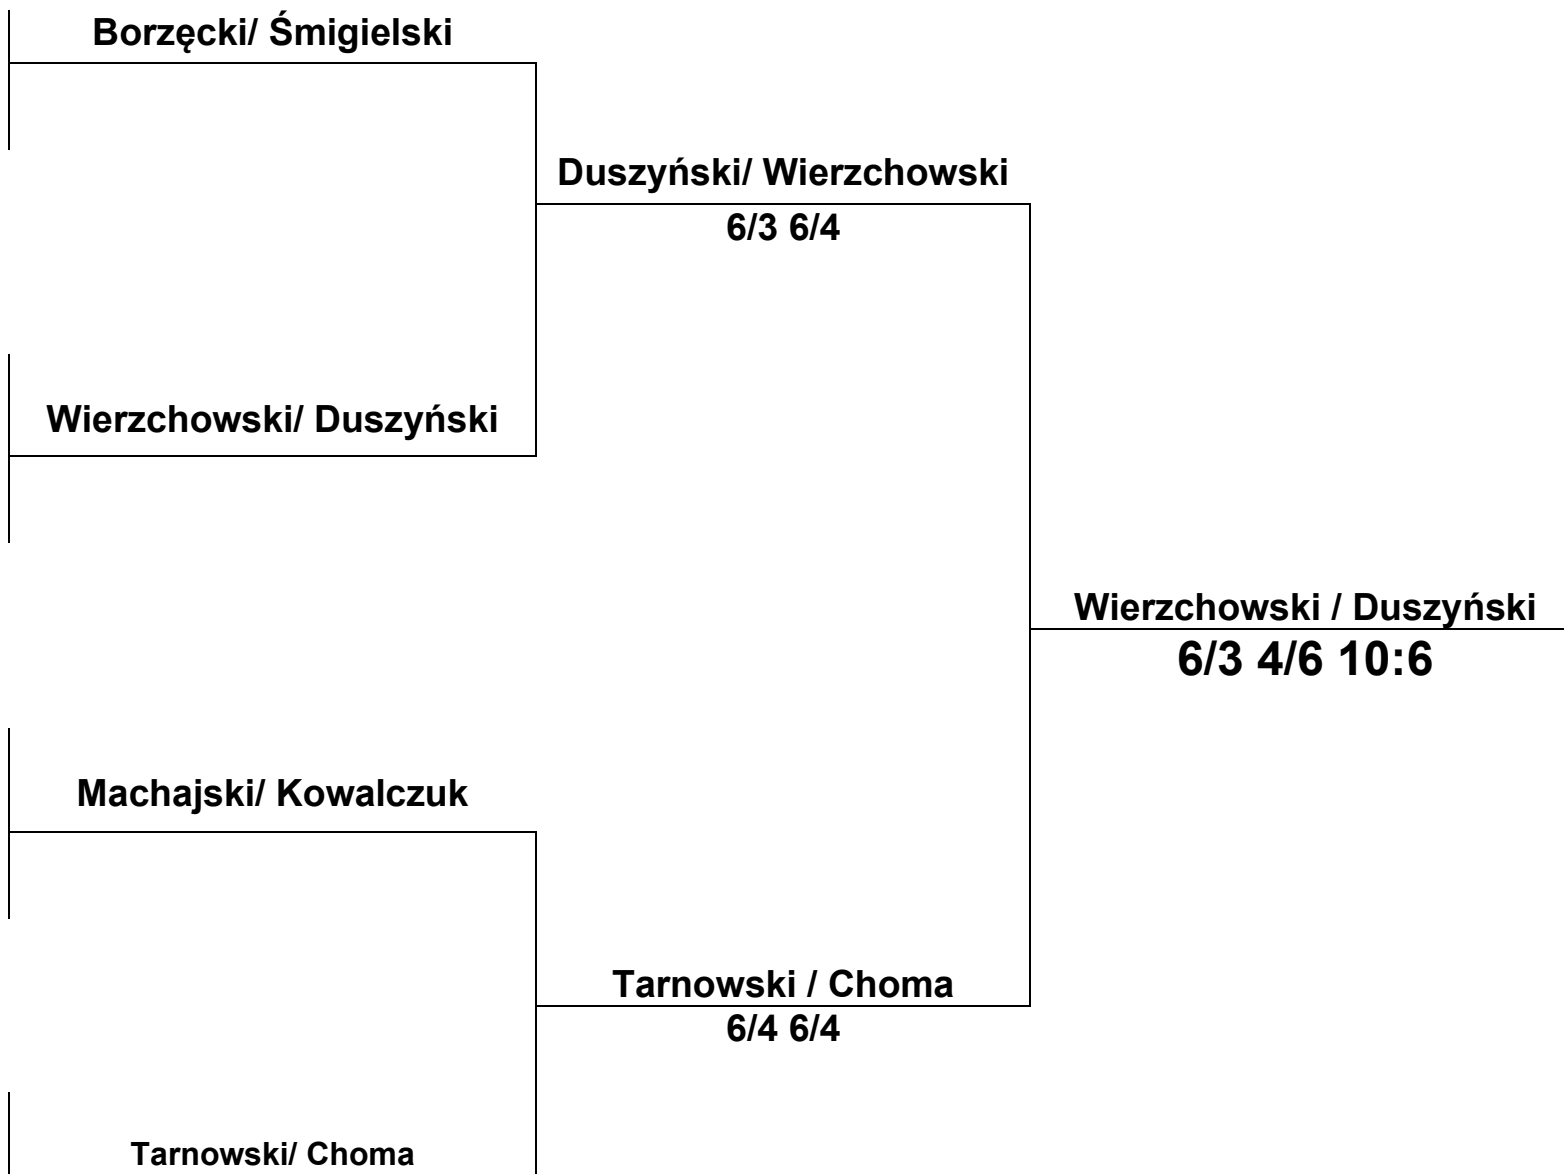 Borzęcki/ Śmigielski
Duszyński/ Wierzchowski
6/3 6/4
Wierzchowski/ Duszyński
Wierzchowski / Duszyński
6/3 4/6 10:6
Machajski/ Kowalczuk
Tarnowski / Choma
6/4 6/4
Tarnowski/ Choma